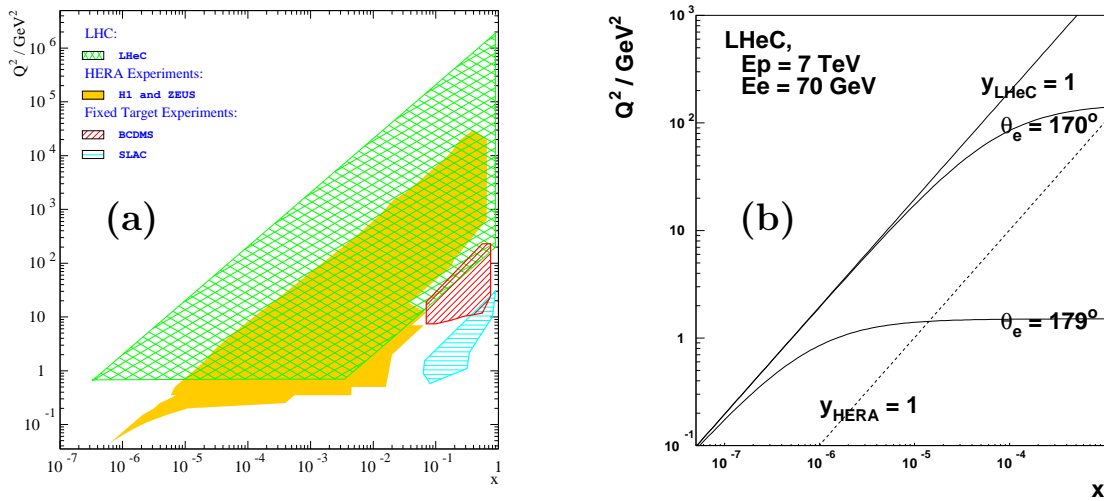 Q² / GeV²
10⁶
10⁵
10⁴
10³
10²
10
1
10⁻¹
LHC:
LHeC
HERA Experiments:
H1 and ZEUS
Fixed Target Experiments:
BCDMS
SLAC
(a)
10⁻⁷ 10⁻⁶ 10⁻⁵ 10⁻⁴ 10⁻³ 10⁻² 10⁻¹ 1
x
Q² / GeV²
10³
10²
10
1
10⁻¹
LHeC,
Ep = 7 TeV
Ee = 70 GeV
y_LHeC = 1
θ_e = 170°
(b)
θ_e = 179°
y_HERA = 1
10⁻⁷ 10⁻⁶ 10⁻⁵ 10⁻⁴
x